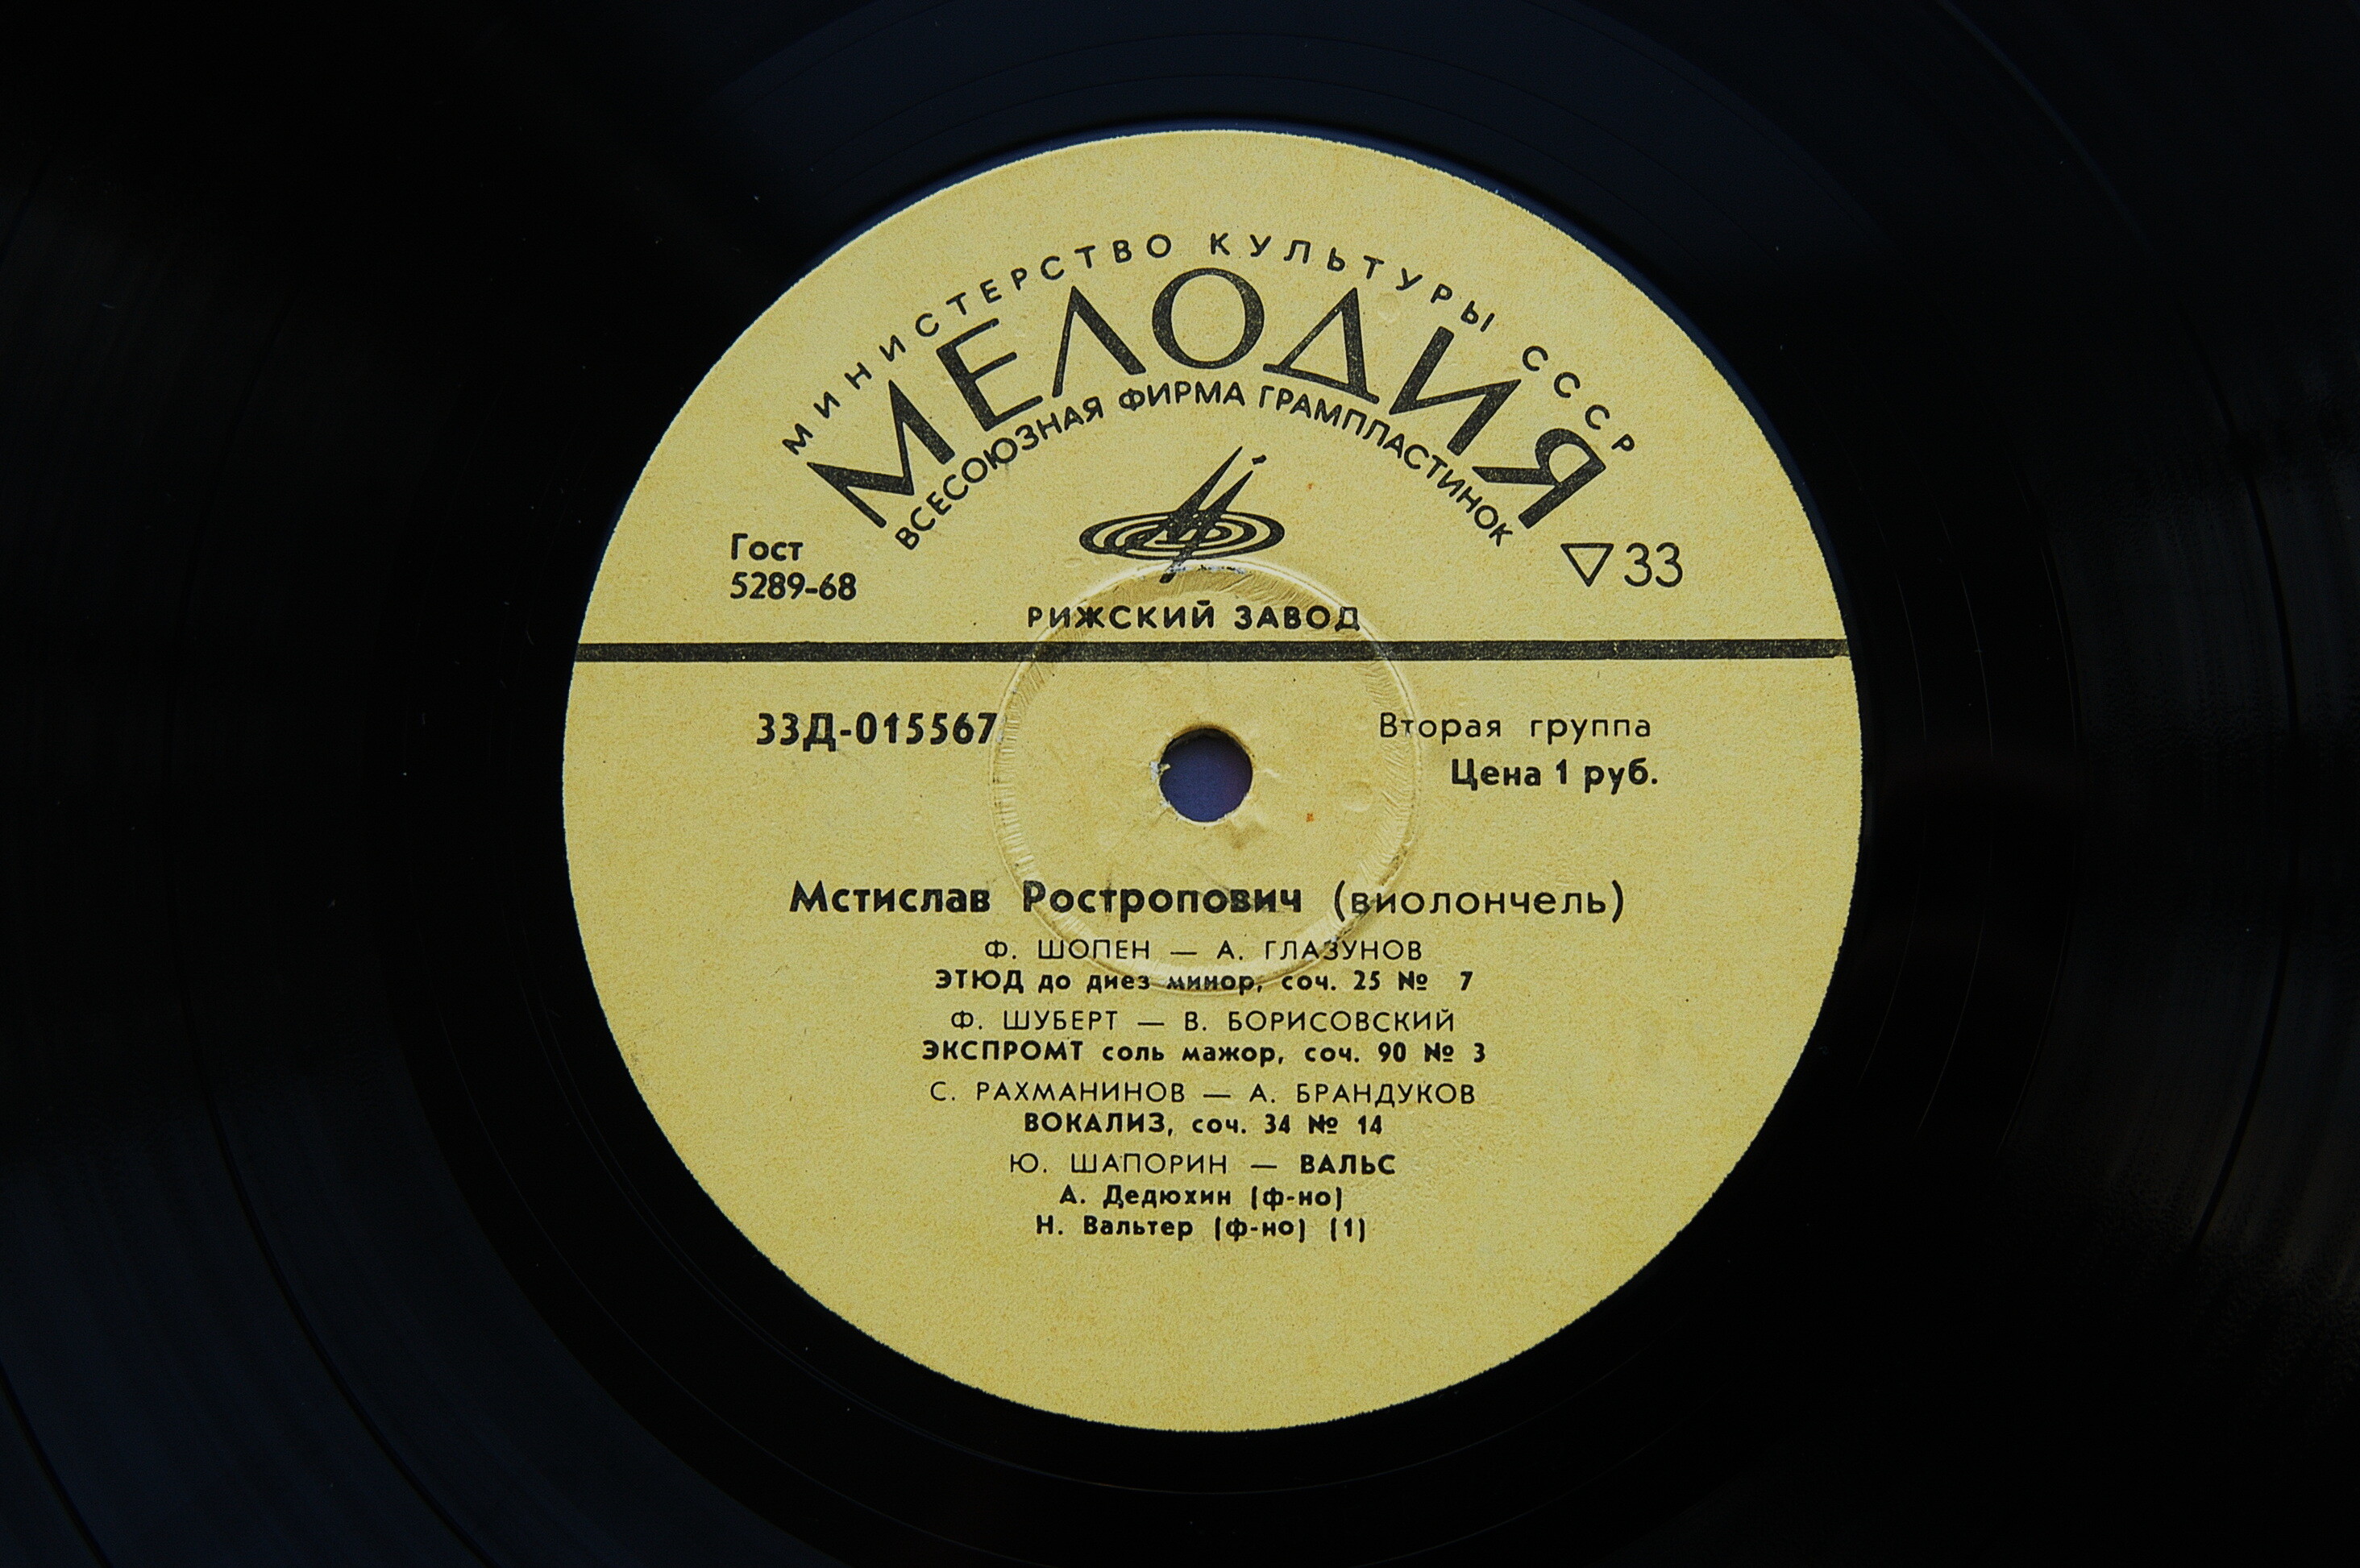 МИНИСТЕРСТВО КУЛЬТУРЫ СССР
МЕЛОДИЯ
ВСЕСОЮЗНАЯ ФИРМА ГРАМПЛАСТИНОК
Гост
5289-68
▽33
РИЖСКИЙ ЗАВОД
33Д-015567
Вторая группа
Цена 1 руб.
Мстислав Ростропович (виолончель)
Ф. ШОПЕН — А. ГЛАЗУНОВ
ЭТЮД до диез минор, соч. 25 № 7
Ф. ШУБЕРТ — В. БОРИСОВСКИЙ
ЭКСПРОМТ соль мажор, соч. 90 № 3
С. РАХМАНИНОВ — А. БРАНДУКОВ
ВОКАЛИЗ, соч. 34 № 14
Ю. ШАПОРИН — ВАЛЬС
А. Дедюхин (ф-но)
Н. Вальтер (ф-но) (1)